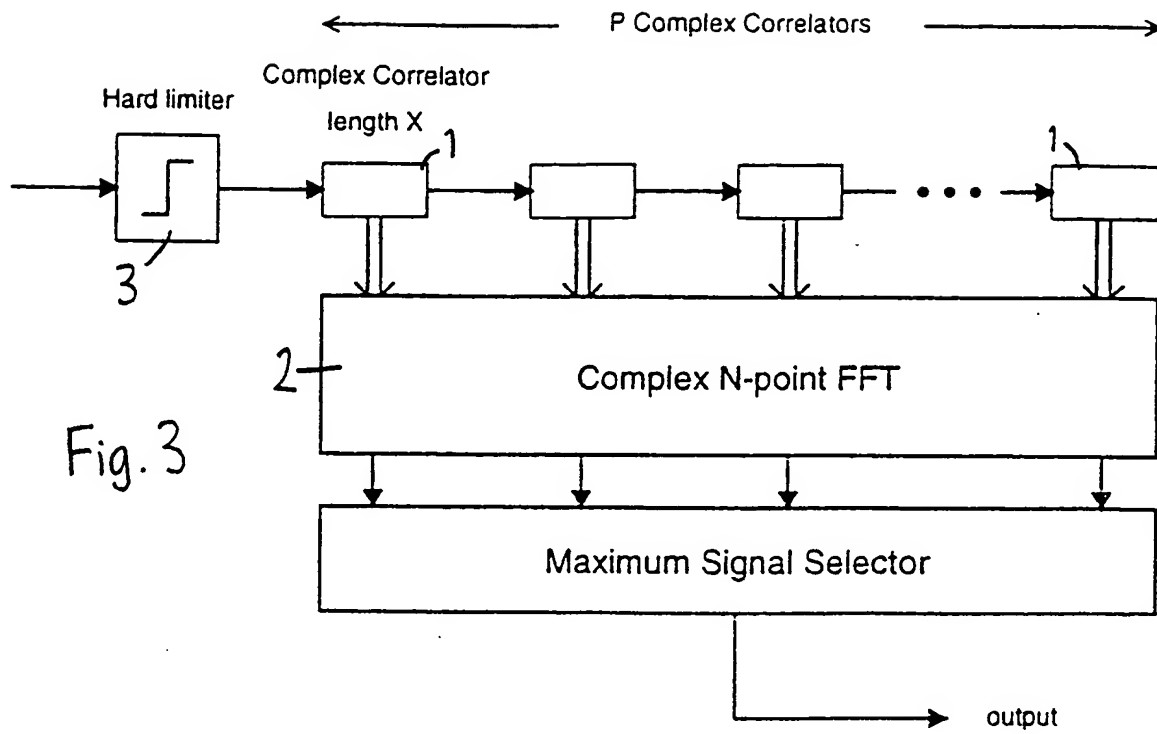 P Complex Correlators
Complex Correlator
length X
Hard limiter
1
1
3
2
Complex N-point FFT
Fig. 3
Maximum Signal Selector
output